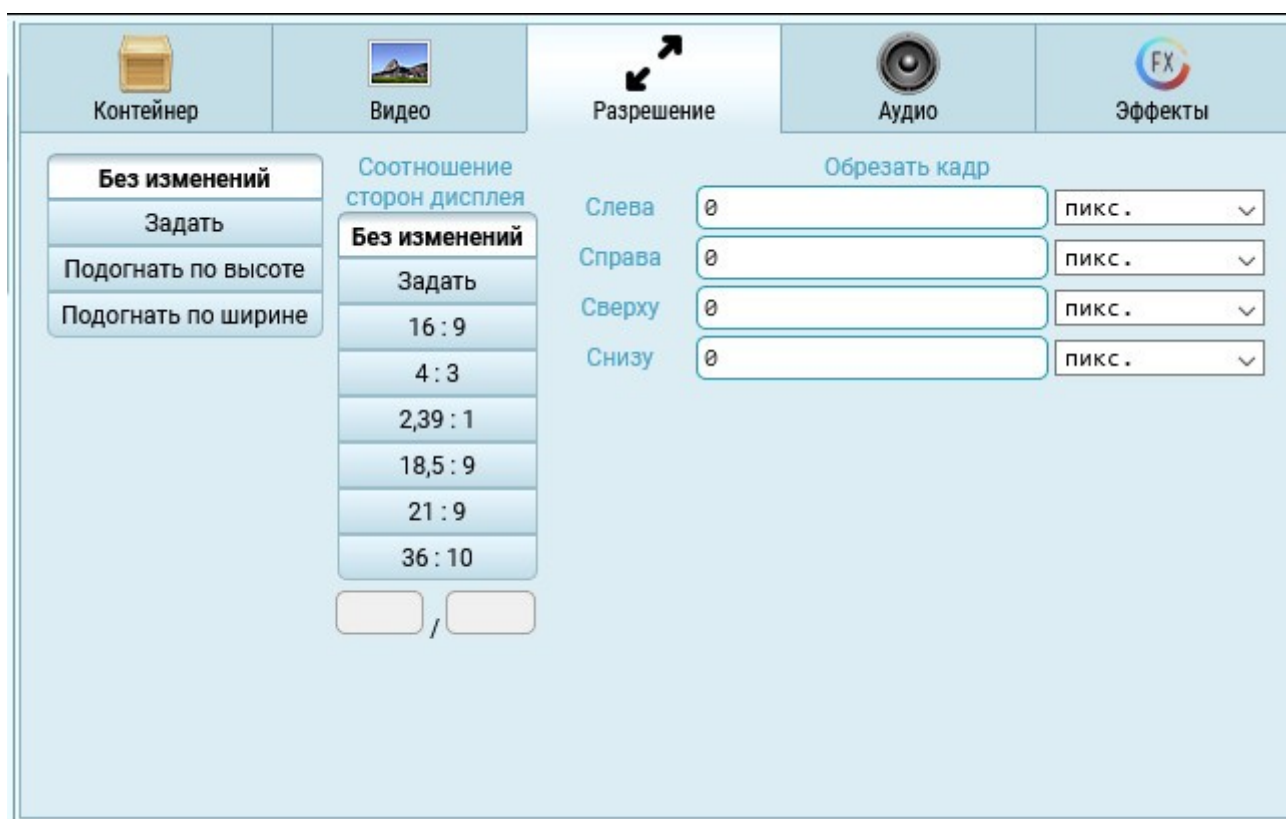 Контейнер
Видео
Разрешение
Аудио
FX
Эффекты
Без изменений
Задать
Подогнать по высоте
Подогнать по ширине
Соотношение
сторон дисплея
Без изменений
Задать
16 : 9
4 : 3
2,39 : 1
18,5 : 9
21 : 9
36 : 10
/
Обрезать кадр
Слева 0 пикс.
Справа 0 пикс.
Сверху 0 пикс.
Снизу 0 пикс.